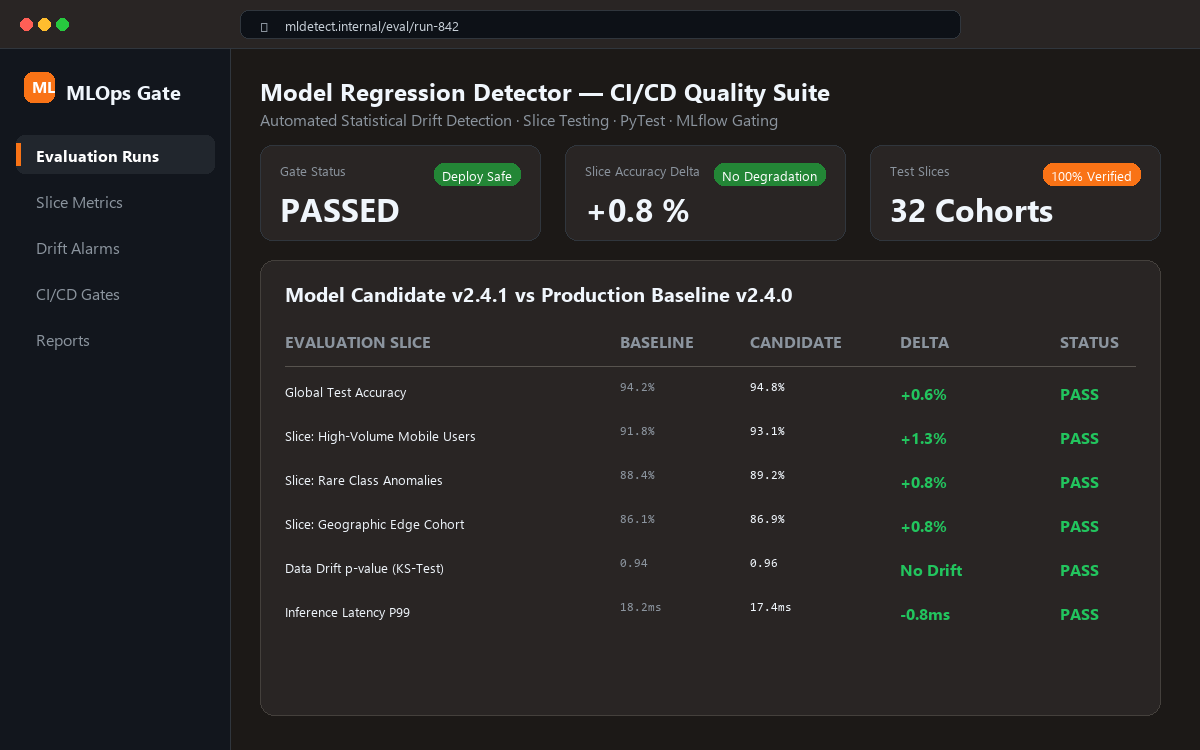 mldetect.internal/eval/run-842
ML
MLOps Gate
Evaluation Runs
Slice Metrics
Drift Alarms
CI/CD Gates
Reports
Model Regression Detector — CI/CD Quality Suite
Automated Statistical Drift Detection · Slice Testing · PyTest · MLflow Gating
Gate Status
Deploy Safe
PASSED
Slice Accuracy Delta
No Degradation
+0.8 %
Test Slices
100% Verified
32 Cohorts
Model Candidate v2.4.1 vs Production Baseline v2.4.0
EVALUATION SLICE BASELINE CANDIDATE DELTA STATUS
Global Test Accuracy 94.2% 94.8% +0.6% PASS
Slice: High-Volume Mobile Users 91.8% 93.1% +1.3% PASS
Slice: Rare Class Anomalies 88.4% 89.2% +0.8% PASS
Slice: Geographic Edge Cohort 86.1% 86.9% +0.8% PASS
Data Drift p-value (KS-Test) 0.94 0.96 No Drift PASS
Inference Latency P99 18.2ms 17.4ms -0.8ms PASS